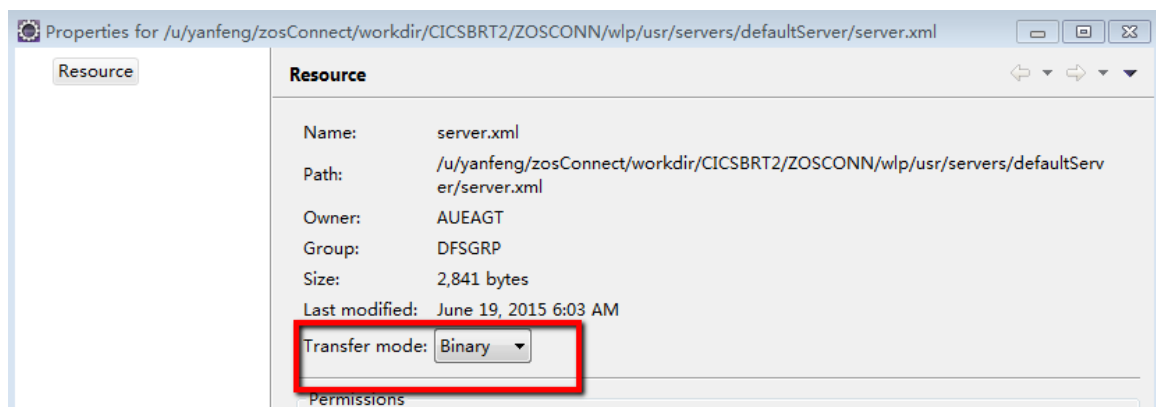 Properties for /u/yanfeng/zosConnect/workdir/CICSBRT2/ZOSCONN/wlp/usr/servers/defaultServer/server.xml
Resource
Resource
Name: server.xml
Path: /u/yanfeng/zosConnect/workdir/CICSBRT2/ZOSCONN/wlp/usr/servers/defaultServ
er/server.xml
Owner: AUEAGT
Group: DFSGRP
Size: 2,841 bytes
Last modified: June 19, 2015 6:03 AM
Transfer mode: Binary
Permissions